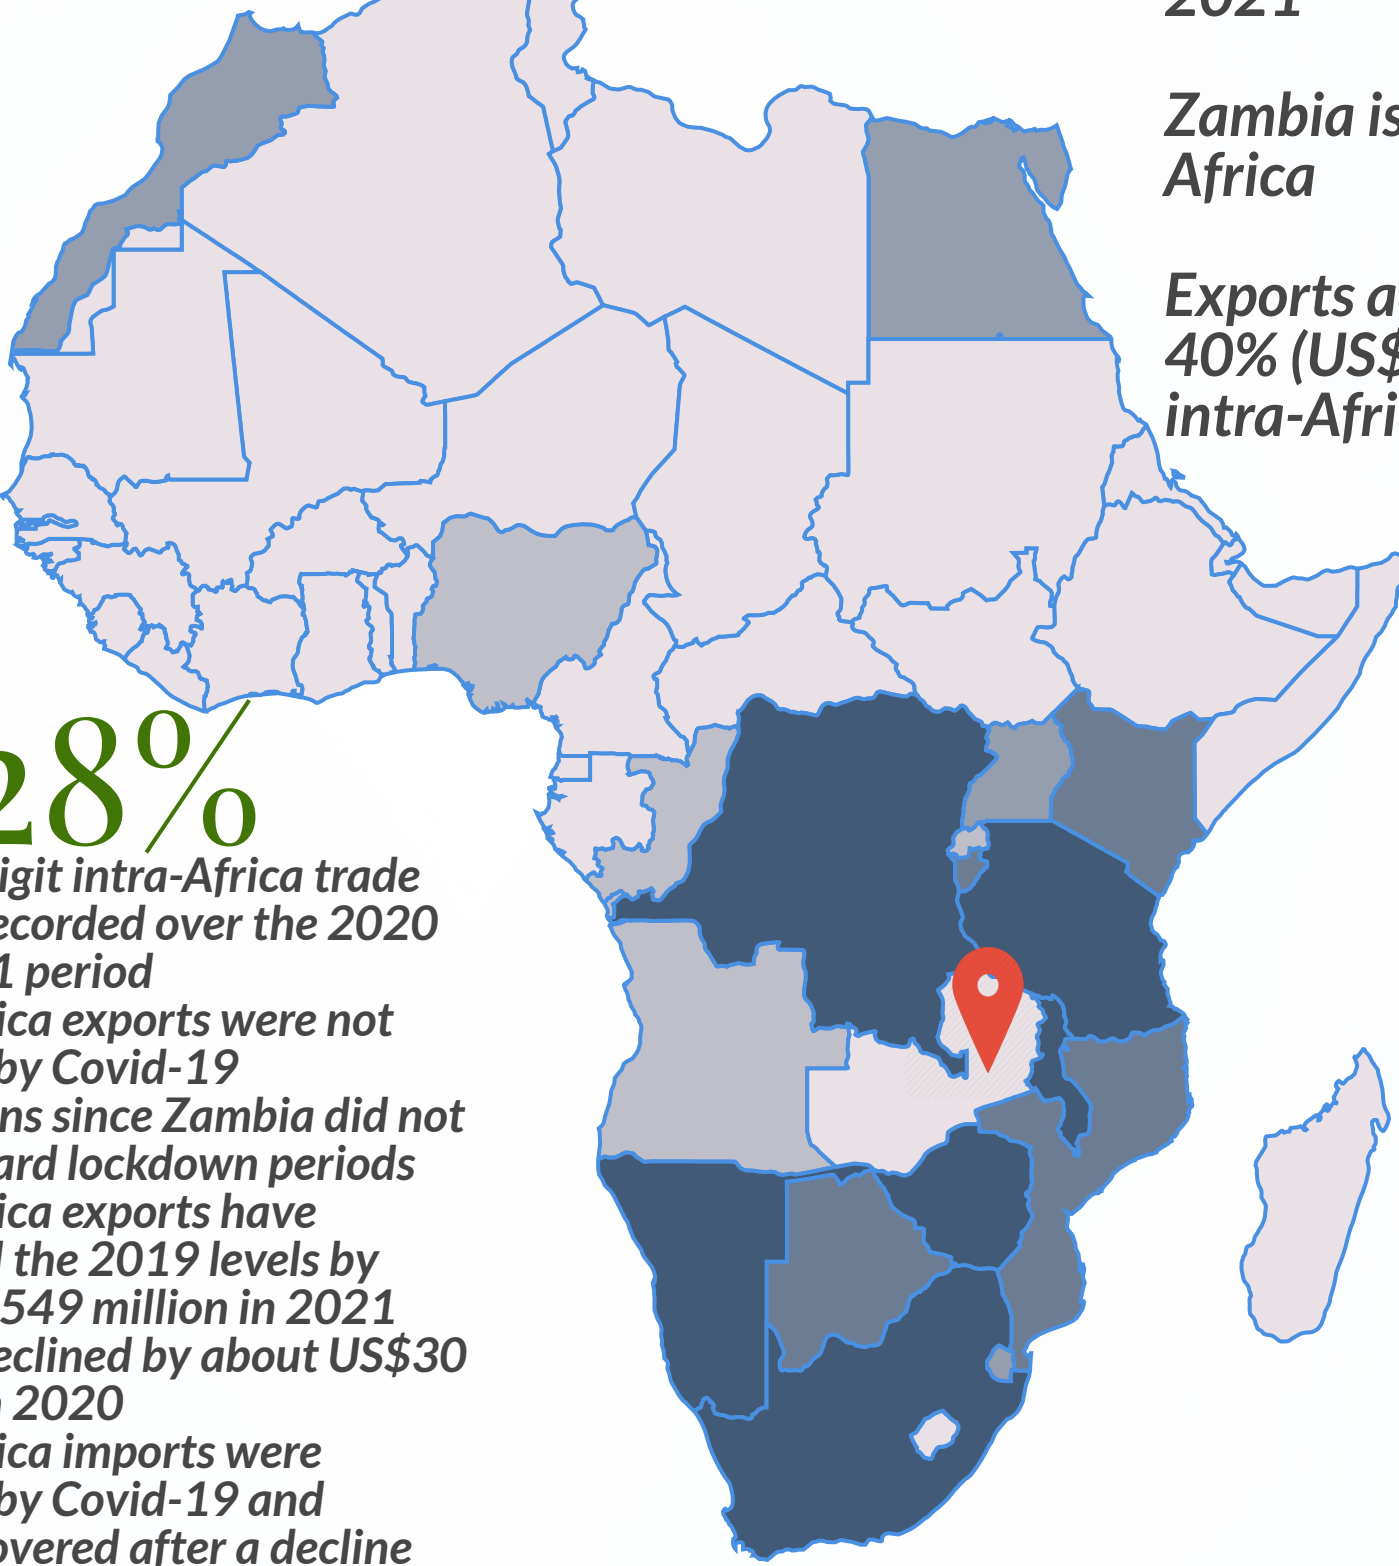 2021
Zambia is
Africa
Exports a
40% (US$
intra-Afri
28%
igit intra-Africa trade
ecorded over the 2020
1 period
ica exports were not
by Covid-19
ns since Zambia did not
ard lockdown periods
ica exports have
the 2019 levels by
549 million in 2021
eclined by about US$30
2020
ica imports were
by Covid-19 and
overed after a decline